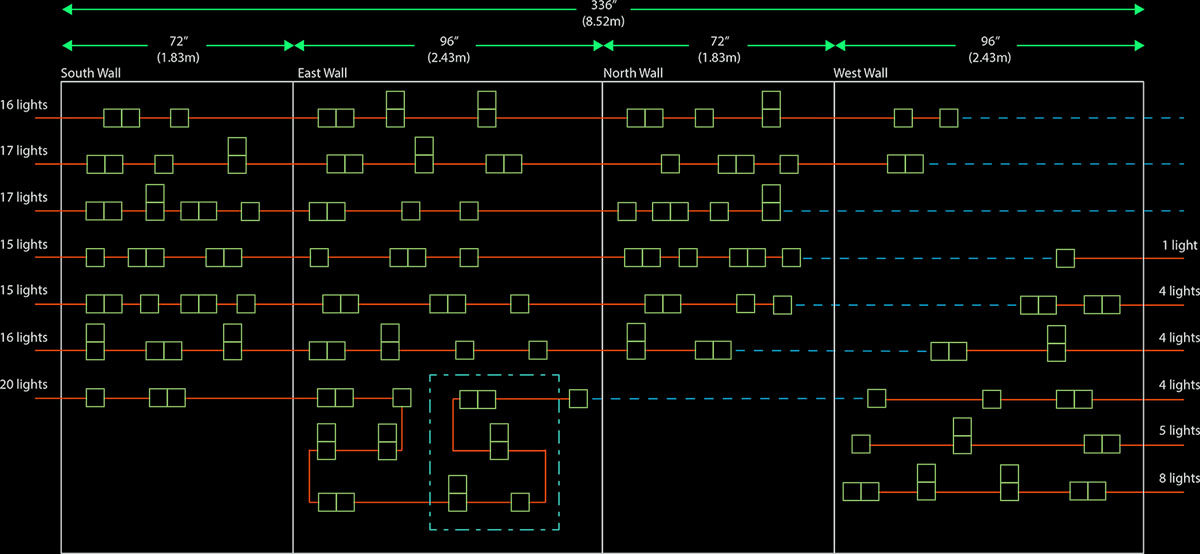 336”
(8.52m)
72”
(1.83m)
96”
(2.43m)
72”
(1.83m)
96”
(2.43m)
South Wall
East Wall
North Wall
West Wall
16 lights
17 lights
17 lights
15 lights
1 light
15 lights
4 lights
16 lights
4 lights
20 lights
4 lights
5 lights
8 lights